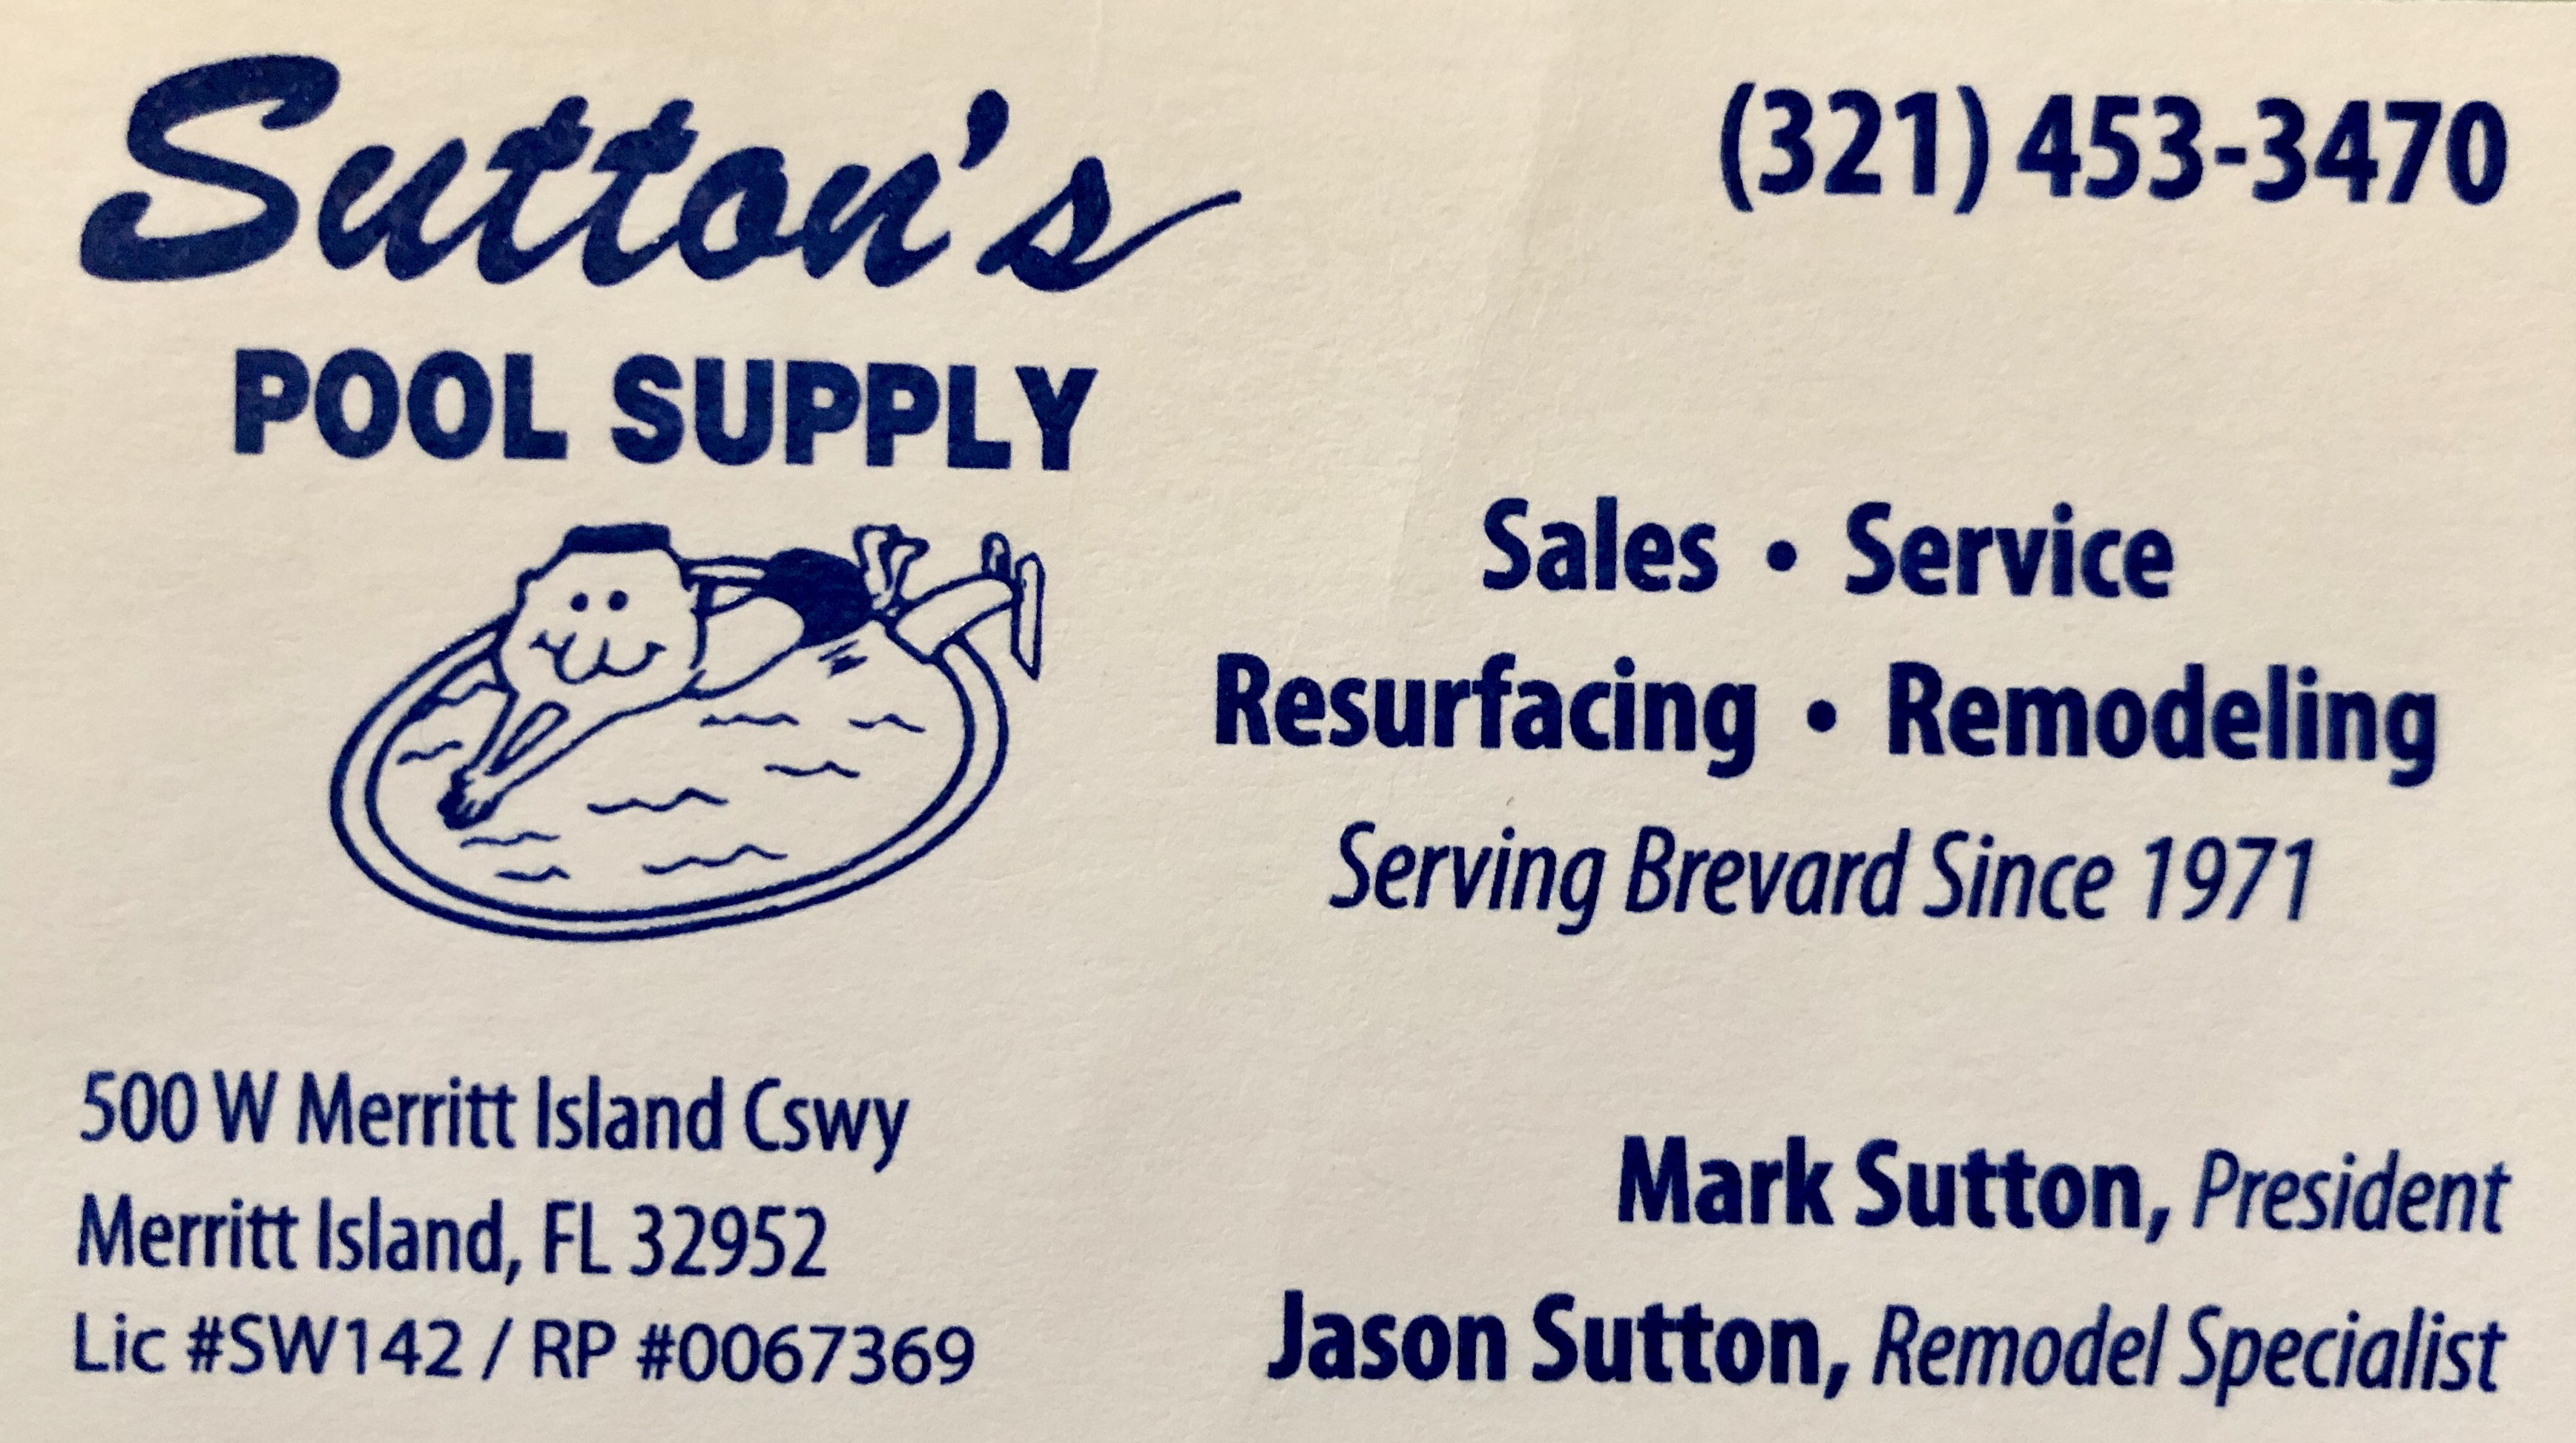 Sutton's
POOL SUPPLY
(321) 453-3470
Sales • Service
Resurfacing • Remodeling
Serving Brevard Since 1971
500 W Merritt Island Cswy
Merritt Island, FL 32952
Lic #SW142 / RP #0067369
Mark Sutton, President
Jason Sutton, Remodel Specialist